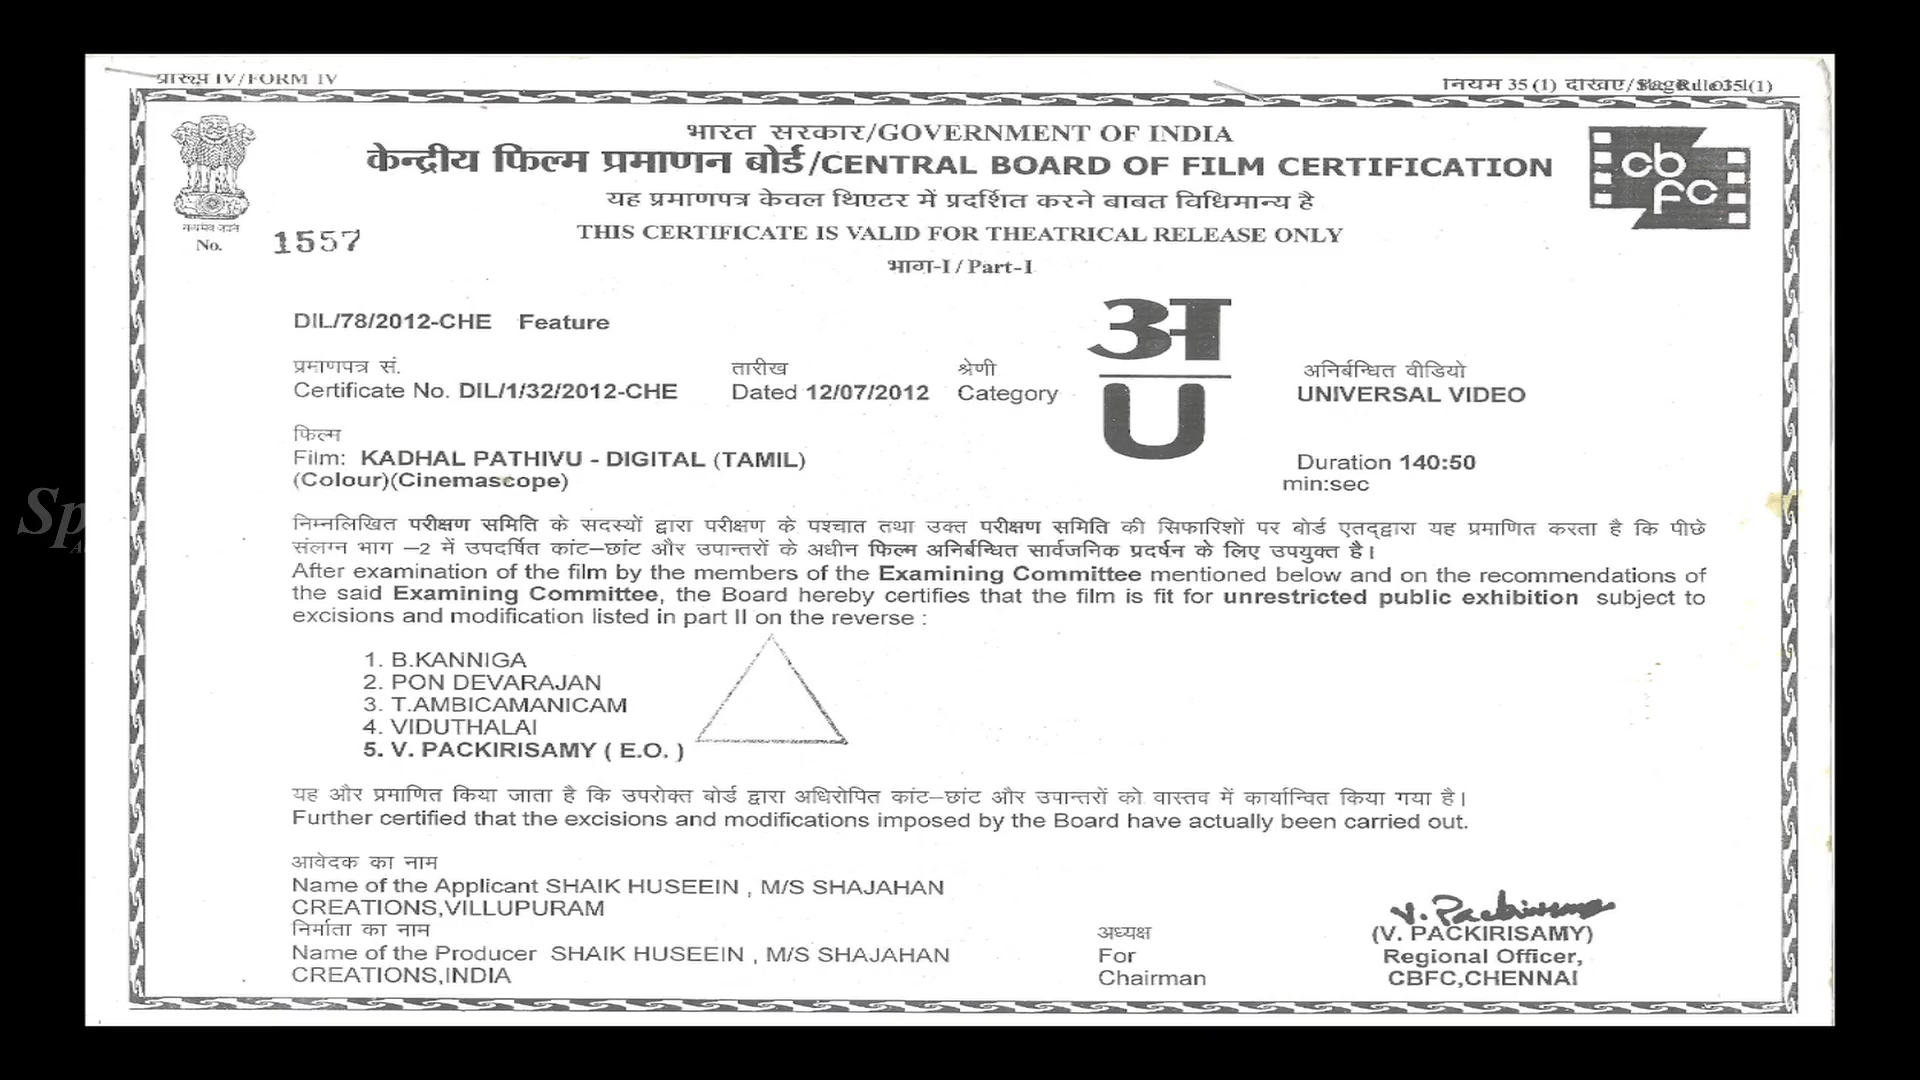 प्रारूप IV/FORM IV
नियम 35 (1) देखिए/
भारत सरकार/GOVERNMENT OF INDIA
केन्द्रीय फिल्म प्रमाणन बोर्ड/CENTRAL BOARD OF FILM CERTIFICATION
cb
fc
यह प्रमाणपत्र केवल थिएटर में प्रदर्शित करने बाबत विधिमान्य है
सत्यमेव जयते
No. 1557
THIS CERTIFICATE IS VALID FOR THEATRICAL RELEASE ONLY
भाग-I/Part-I
DIL/78/2012-CHE Feature
अ
प्रमाणपत्र सं. तारीख श्रेणी अनिर्बन्धित वीडियो
Certificate No. DIL/1/32/2012-CHE Dated 12/07/2012 Category U UNIVERSAL VIDEO
फिल्म
Film: KADHAL PATHIVU - DIGITAL (TAMIL) Duration 140:50
(Colour)(Cinemascope) min:sec
Sp
निम्नलिखित परीक्षण समिति के सदस्यों द्वारा परीक्षण के पश्चात तथा उक्त परीक्षण समिति की सिफारिशों पर बोर्ड एतद्द्वारा यह प्रमाणित करता है कि पीछे
संलग्न भाग –2 में उपदर्षित कांट–छांट और उपान्तरों के अधीन फिल्म अनिर्बन्धित सार्वजनिक प्रदर्षन के लिए उपयुक्त है।
After examination of the film by the members of the Examining Committee mentioned below and on the recommendations of
the said Examining Committee, the Board hereby certifies that the film is fit for unrestricted public exhibition subject to
excisions and modification listed in part II on the reverse :
1. B.KANNIGA
2. PON DEVARAJAN
3. T.AMBICAMANICAM
4. VIDUTHALAI
5. V. PACKIRISAMY ( E.O. )
यह और प्रमाणित किया जाता है कि उपरोक्त बोर्ड द्वारा अधिरोपित कांट–छांट और उपान्तरों को वास्तव में कार्यान्वित किया गया है।
Further certified that the excisions and modifications imposed by the Board have actually been carried out.
आवेदक का नाम
Name of the Applicant SHAIK HUSEEIN , M/S SHAJAHAN
CREATIONS,VILLUPURAM
निर्माता का नाम
Name of the Producer SHAIK HUSEEIN , M/S SHAJAHAN
CREATIONS,INDIA
अध्यक्ष
For
Chairman
V. Packirisamy
(V. PACKIRISAMY)
Regional Officer,
CBFC,CHENNAI